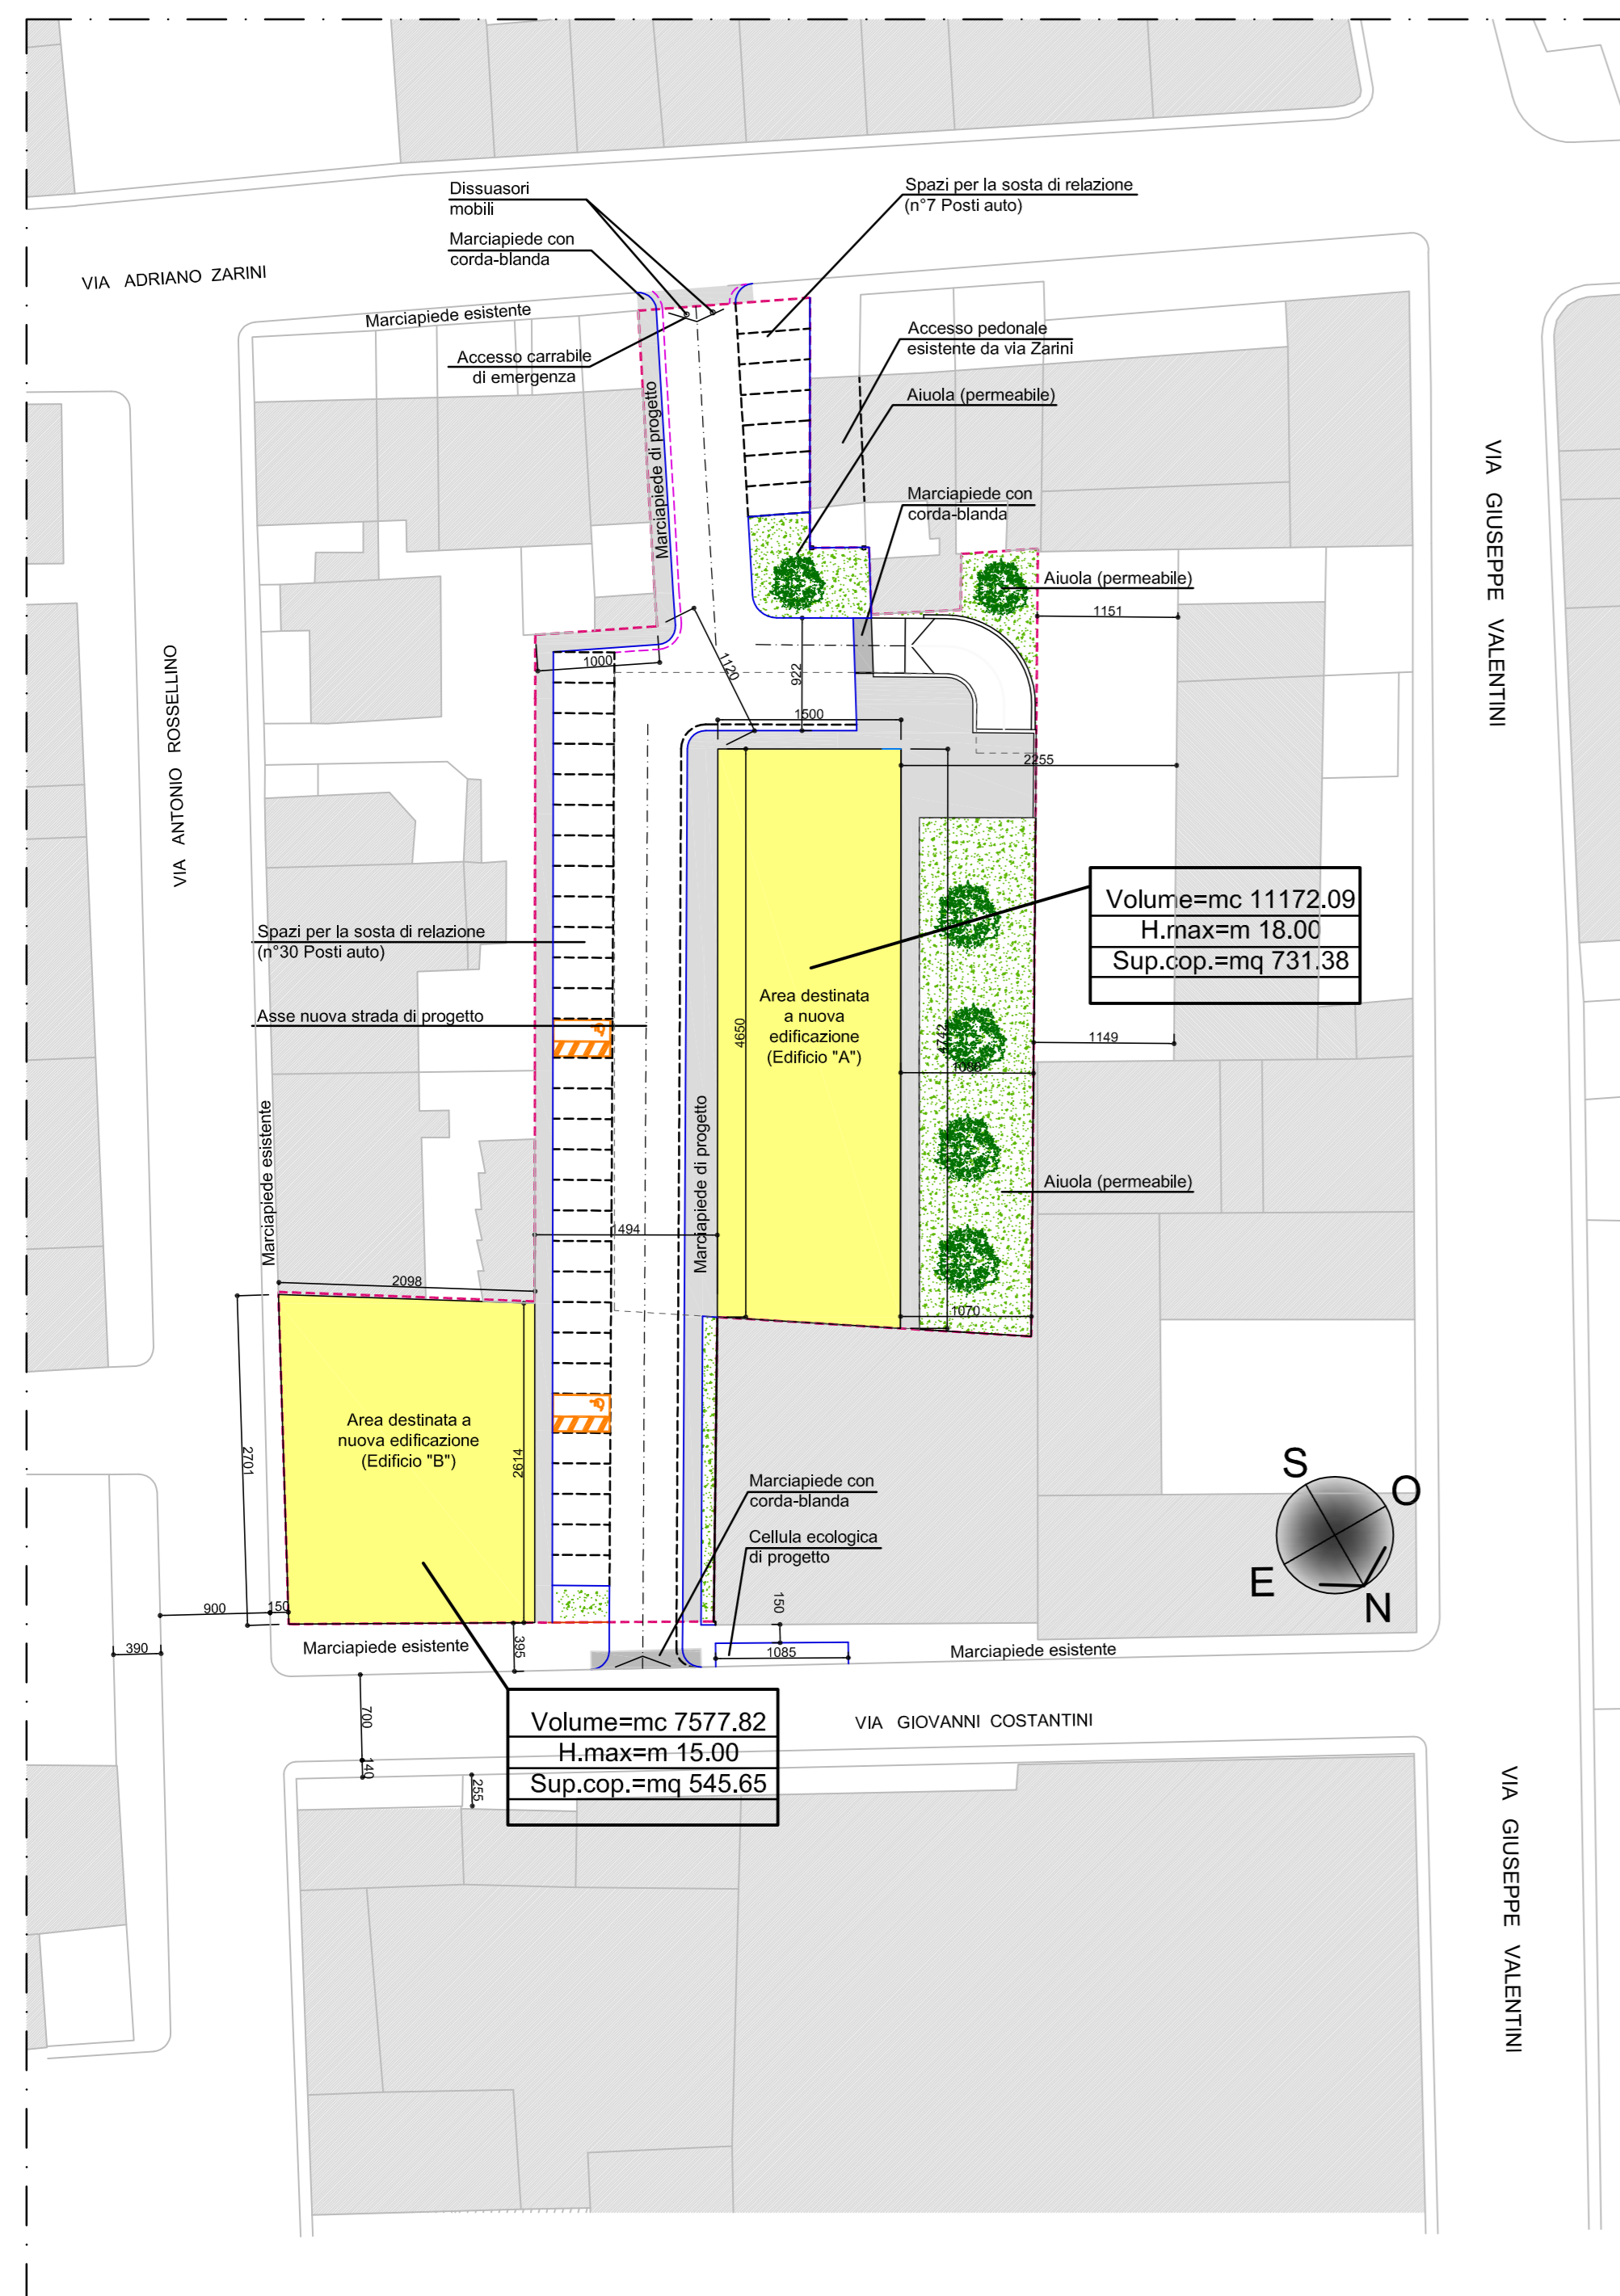 Dissuasori
mobili
Spazi per la sosta di relazione
(n°7 Posti auto)
Marciapiede con
corda-blanda
VIA ADRIANO ZARINI
Marciapiede esistente
Accesso carrabile
di emergenza
Accesso pedonale
esistente da via Zarini
Aiuola (permeabile)
Marciapiede di progetto
Marciapiede con
corda-blanda
VIA GIUSEPPE VALENTINI
Aiuola (permeabile)
1151
1000
1120
922
1500
2255
VIA ANTONIO ROSSELLINO
Volume=mc 11172.09
H.max=m 18.00
Sup.cop.=mq 731.38
Spazi per la sosta di relazione
(n°30 Posti auto)
Asse nuova strada di progetto
Area destinata
a nuova
edificazione
(Edificio "A")
4650
4742
1149
Marciapiede esistente
Marciapiede di progetto
Aiuola (permeabile)
1494
2098
1070
Area destinata a
nuova edificazione
(Edificio "B")
2701
2614
Marciapiede con
corda-blanda
Cellula ecologica
di progetto
S
O
E
N
900
150
390
395
150
1085
Marciapiede esistente
Marciapiede esistente
700
140
255
VIA GIOVANNI COSTANTINI
Volume=mc 7577.82
H.max=m 15.00
Sup.cop.=mq 545.65
VIA GIUSEPPE VALENTINI